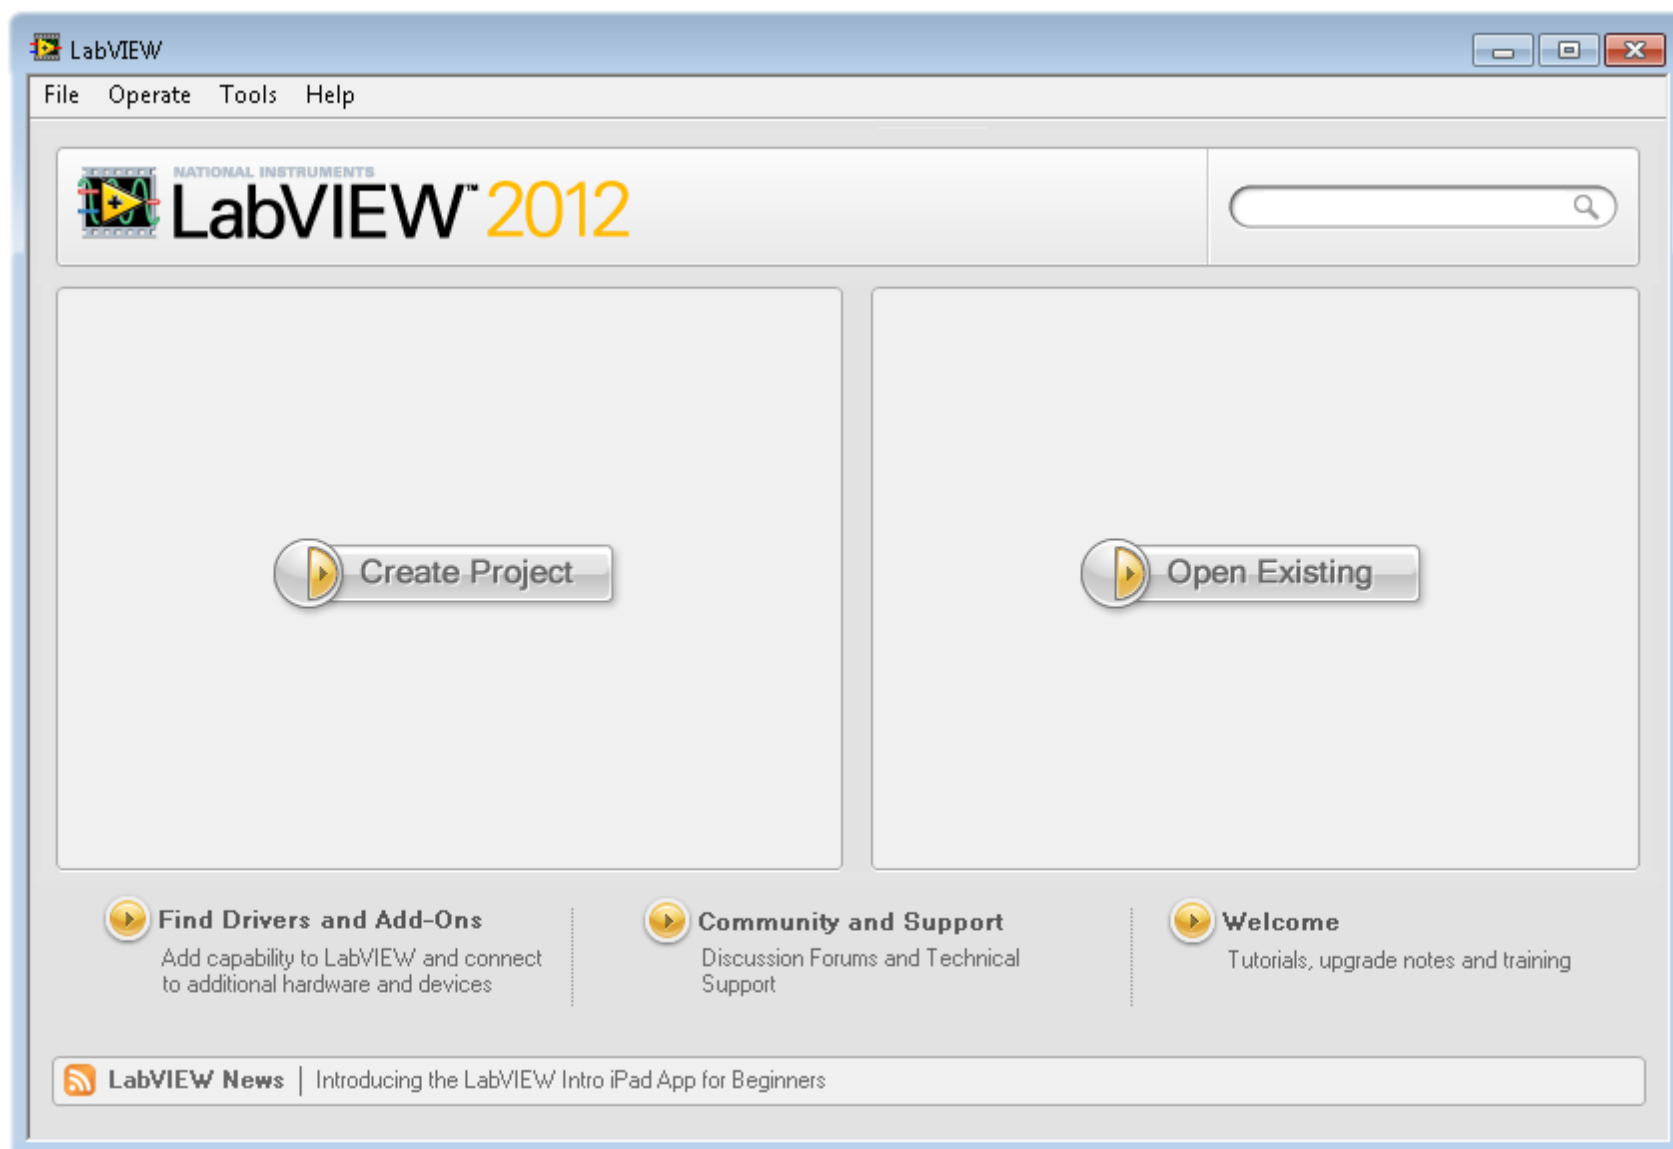 LabVIEW
File Operate Tools Help
NATIONAL INSTRUMENTS
LabVIEW™ 2012
Create Project
Open Existing
Find Drivers and Add-Ons
Add capability to LabVIEW and connect
to additional hardware and devices
Community and Support
Discussion Forums and Technical
Support
Welcome
Tutorials, upgrade notes and training
LabVIEW News | Introducing the LabVIEW Intro iPad App for Beginners